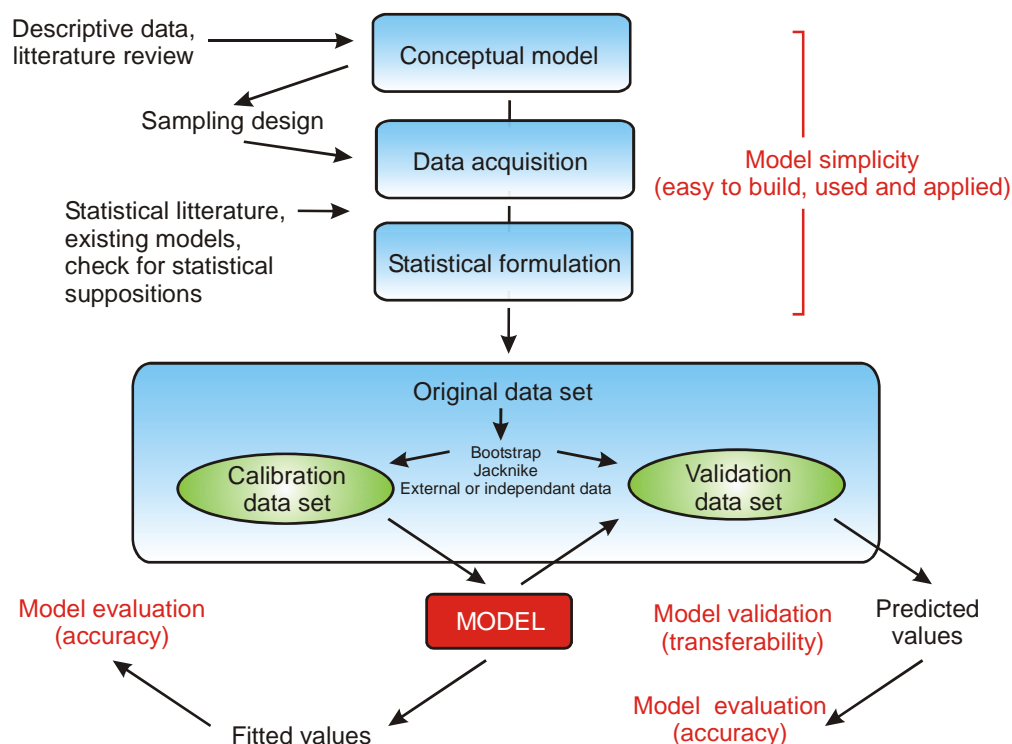 Descriptive data,
litterature review
Conceptual model
Sampling design
Data acquisition
Model simplicity
(easy to build, used and applied)
Statistical litterature,
existing models,
check for statistical
suppositions
Statistical formulation
Original data set
Bootstrap
Jacknike
External or independant data
Calibration
data set
Validation
data set
MODEL
Model evaluation
(accuracy)
Model validation
(transferability)
Predicted
values
Fitted values
Model evaluation
(accuracy)